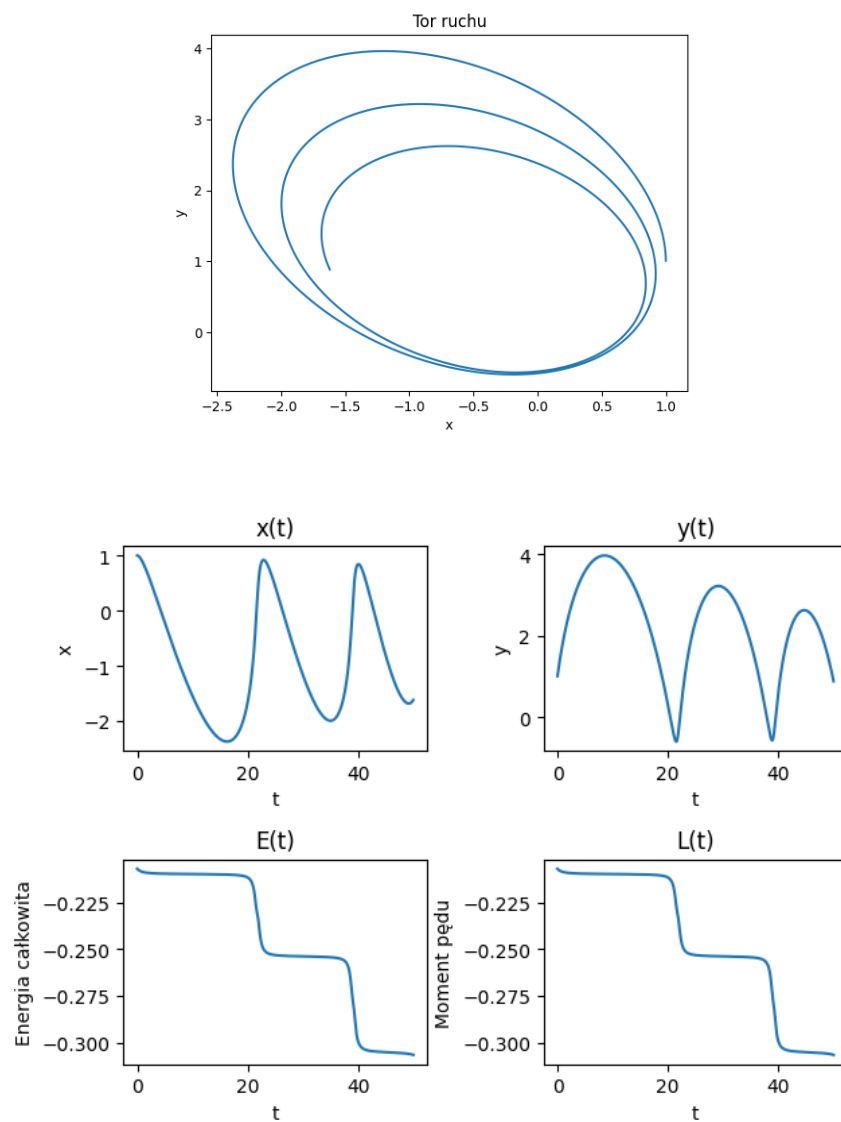 Tor ruchu
4
3
2
1
0
y
−2.5 −2.0 −1.5 −1.0 −0.5 0.0 0.5 1.0
x
x(t)
1
0
−1
−2
x
0 20 40
t
y(t)
4
2
0
y
0 20 40
t
E(t)
−0.225
−0.250
−0.275
−0.300
Energia całkowita
0 20 40
t
L(t)
−0.225
−0.250
−0.275
−0.300
Moment pędu
0 20 40
t